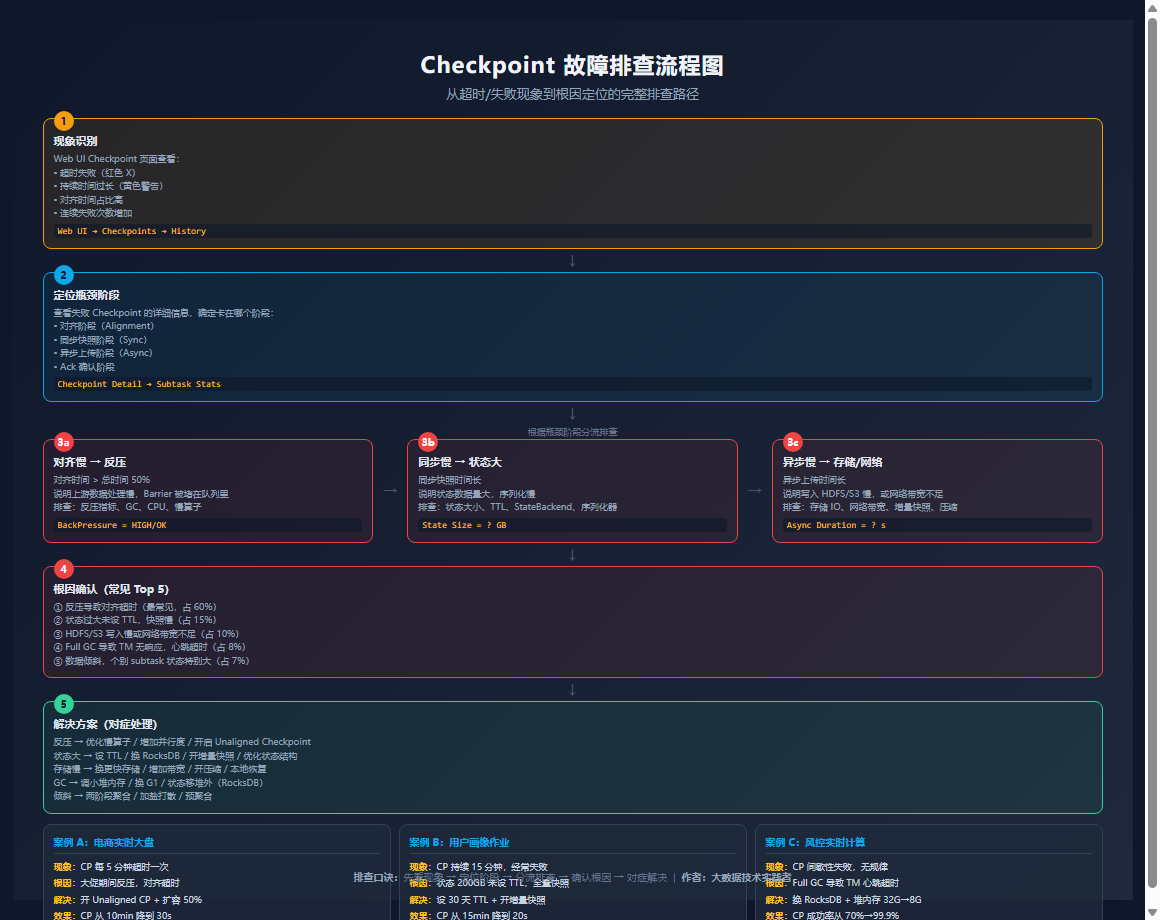 Checkpoint 故障排查流程图
从超时/失败现象到根因定位的完整排查路径
1
现象识别
Web UI Checkpoint 页面查看：
• 超时失败（红色 X）
• 持续时间过长（黄色警告）
• 对齐时间占比高
• 连续失败次数增加
Web UI → Checkpoints → History
↓
2
定位瓶颈阶段
查看失败 Checkpoint 的详细信息，确定卡在哪个阶段：
• 对齐阶段（Alignment）
• 同步快照阶段（Sync）
• 异步上传阶段（Async）
• Ack 确认阶段
Checkpoint Detail → Subtask Stats
↓
根据瓶颈阶段分流排查
3a
对齐慢 → 反压
对齐时间 > 总时间 50%
说明上游数据处理慢，Barrier 被堵在队列里
排查：反压指标、GC、CPU、慢算子
BackPressure = HIGH/OK
→
3b
同步慢 → 状态大
同步快照时间长
说明状态数据量大，序列化慢
排查：状态大小、TTL、StateBackend、序列化器
State Size = ? GB
→
3c
异步慢 → 存储/网络
异步上传时间长
说明写入 HDFS/S3 慢，或网络带宽不足
排查：存储 IO、网络带宽、增量快照、压缩
Async Duration = ? s
↓
4
根因确认（常见 Top 5）
① 反压导致对齐超时（最常见，占 60%）
② 状态过大未设 TTL，快照慢（占 15%）
③ HDFS/S3 写入慢或网络带宽不足（占 10%）
④ Full GC 导致 TM 无响应，心跳超时（占 8%）
⑤ 数据倾斜，个别 subtask 状态特别大（占 7%）
↓
5
解决方案（对症处理）
反压 → 优化慢算子 / 增加并行度 / 开启 Unaligned Checkpoint
状态大 → 设 TTL / 换 RocksDB / 开增量快照 / 优化状态结构
存储慢 → 换更快存储 / 增加带宽 / 开压缩 / 本地恢复
GC → 调小堆内存 / 换 G1 / 状态移堆外（RocksDB）
倾斜 → 两阶段聚合 / 加盐打散 / 预聚合
案例 A：电商实时大盘
现象：CP 每 5 分钟超时一次
根因：大促期间反压，对齐超时
解决：开 Unaligned CP + 扩容 50%
效果：CP 从 10min 降到 30s
案例 B：用户画像作业
现象：CP 持续 15 分钟，经常失败
根因：状态 200GB 未设 TTL，全量快照
解决：设 30 天 TTL + 开增量快照
效果：CP 从 15min 降到 20s
案例 C：风控实时计算
现象：CP 间歇性失败，无规律
根因：Full GC 导致 TM 心跳超时
解决：换 RocksDB + 堆内存 32G→8G
效果：CP 成功率从 70%→99.9%
排查口诀：先看现象 → 定位阶段 → 分流排查 → 确认根因 → 对症解决 | 作者：大数据技术实践者